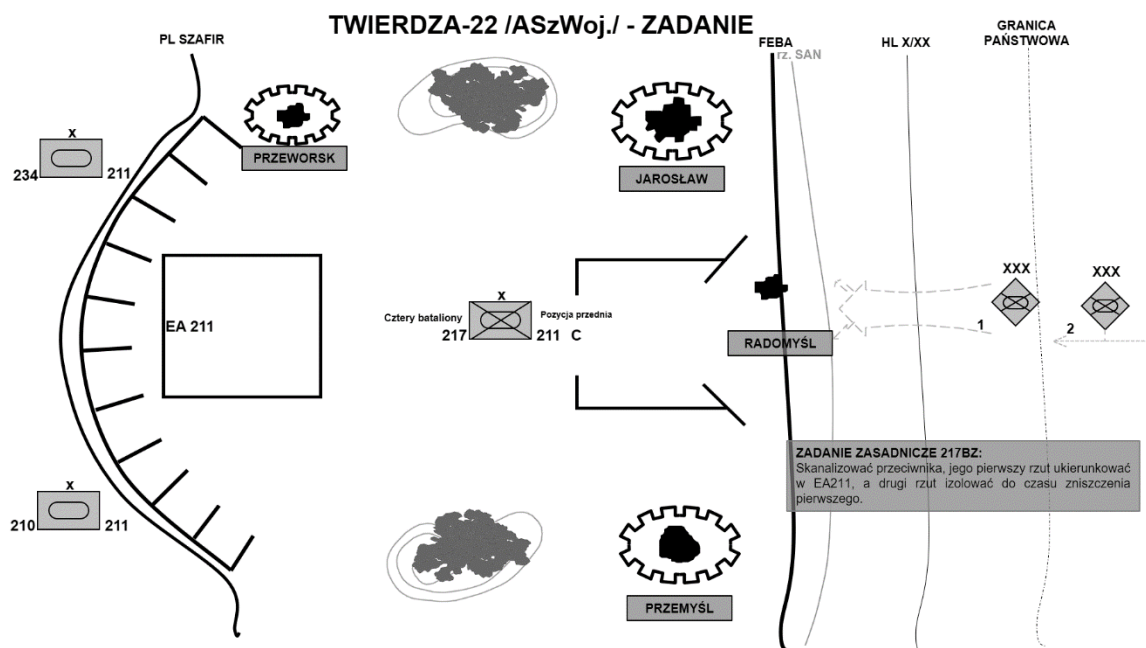 TWIERDZA-22 /ASzWoj./ - ZADANIE
PL SZAFIR
FEBA
rz. SAN
HL X/XX
GRANICA
PAŃSTWOWA
X
234
211
PRZEWORSK
JAROSŁAW
EA 211
Cztery bataliony
X
Pozycja przednia
217
211
C
RADOMYŚL
XXX
1
XXX
2
X
210
211
PRZEMYŚL
ZADANIE ZASADNICZE 217BZ:
Skanalizować przeciwnika, jego pierwszy rzut ukierunkować
w EA211, a drugi rzut izolować do czasu zniszczenia
pierwszego.